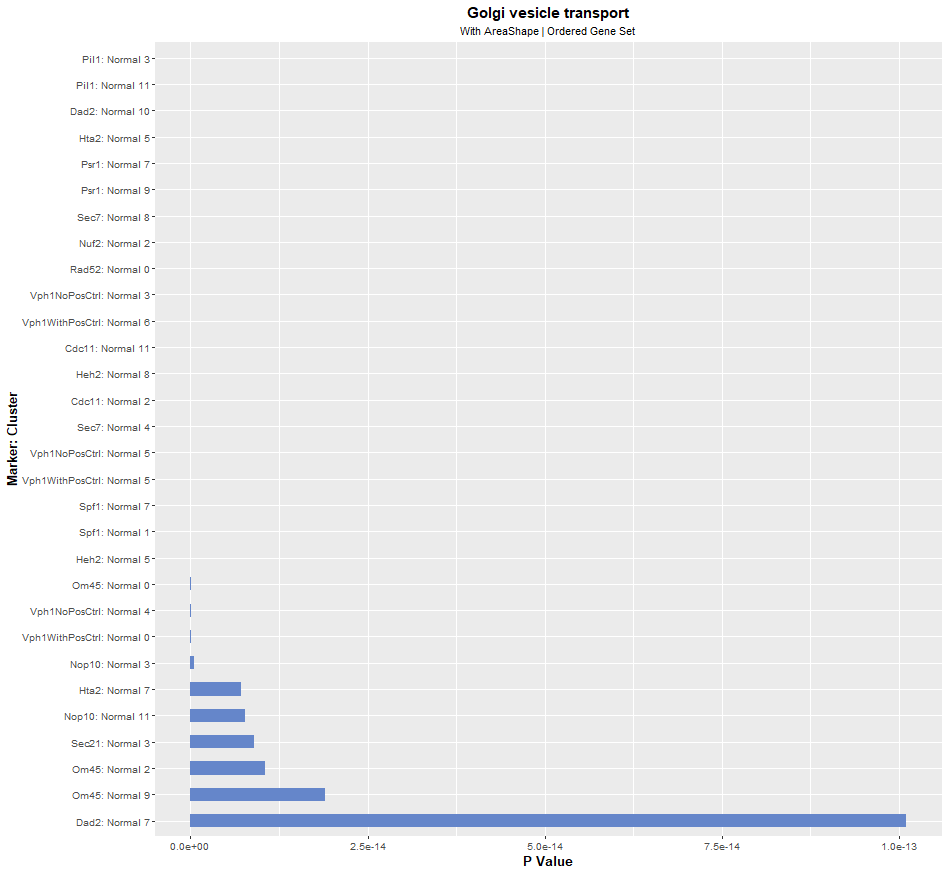 Golgi vesicle transport
With AreaShape | Ordered Gene Set
Marker: Cluster
Pil1: Normal 3
Pil1: Normal 11
Dad2: Normal 10
Hta2: Normal 5
Psr1: Normal 7
Psr1: Normal 9
Sec7: Normal 8
Nuf2: Normal 2
Rad52: Normal 0
Vph1NoPosCtrl: Normal 3
Vph1WithPosCtrl: Normal 6
Cdc11: Normal 11
Heh2: Normal 8
Cdc11: Normal 2
Sec7: Normal 4
Vph1NoPosCtrl: Normal 5
Vph1WithPosCtrl: Normal 5
Spf1: Normal 7
Spf1: Normal 1
Heh2: Normal 5
Om45: Normal 0
Vph1NoPosCtrl: Normal 4
Vph1WithPosCtrl: Normal 0
Nop10: Normal 3
Hta2: Normal 7
Nop10: Normal 11
Sec21: Normal 3
Om45: Normal 2
Om45: Normal 9
Dad2: Normal 7
0.0e+00 2.5e-14 5.0e-14 7.5e-14 1.0e-13
P Value